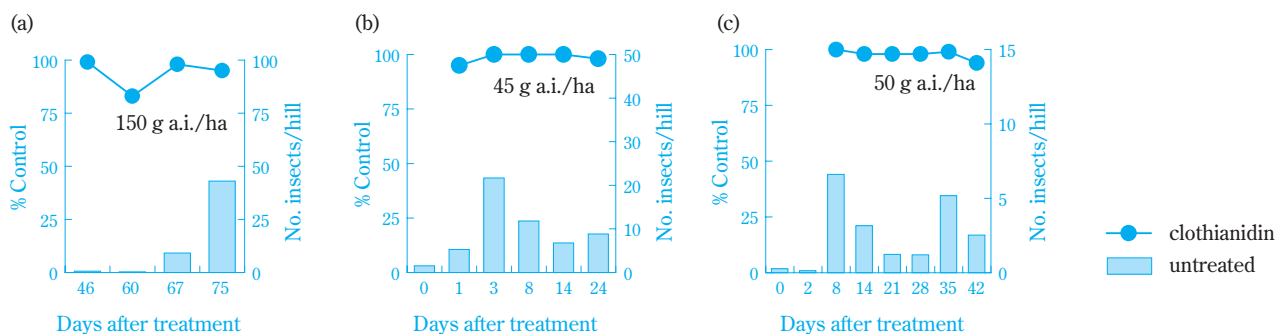 (a)
100
75
50
25
0
% Control
100
75
50
25
0
No. insects/hill
150 g a.i./ha
46 60 67 75
Days after treatment
(b)
100
75
50
25
0
% Control
50
40
30
20
10
0
No. insects/hill
45 g a.i./ha
0 1 3 8 14 24
Days after treatment
(c)
100
75
50
25
0
% Control
15
10
5
0
No. insects/hill
50 g a.i./ha
0 2 8 14 21 28 35 42
Days after treatment
clothianidin
untreated